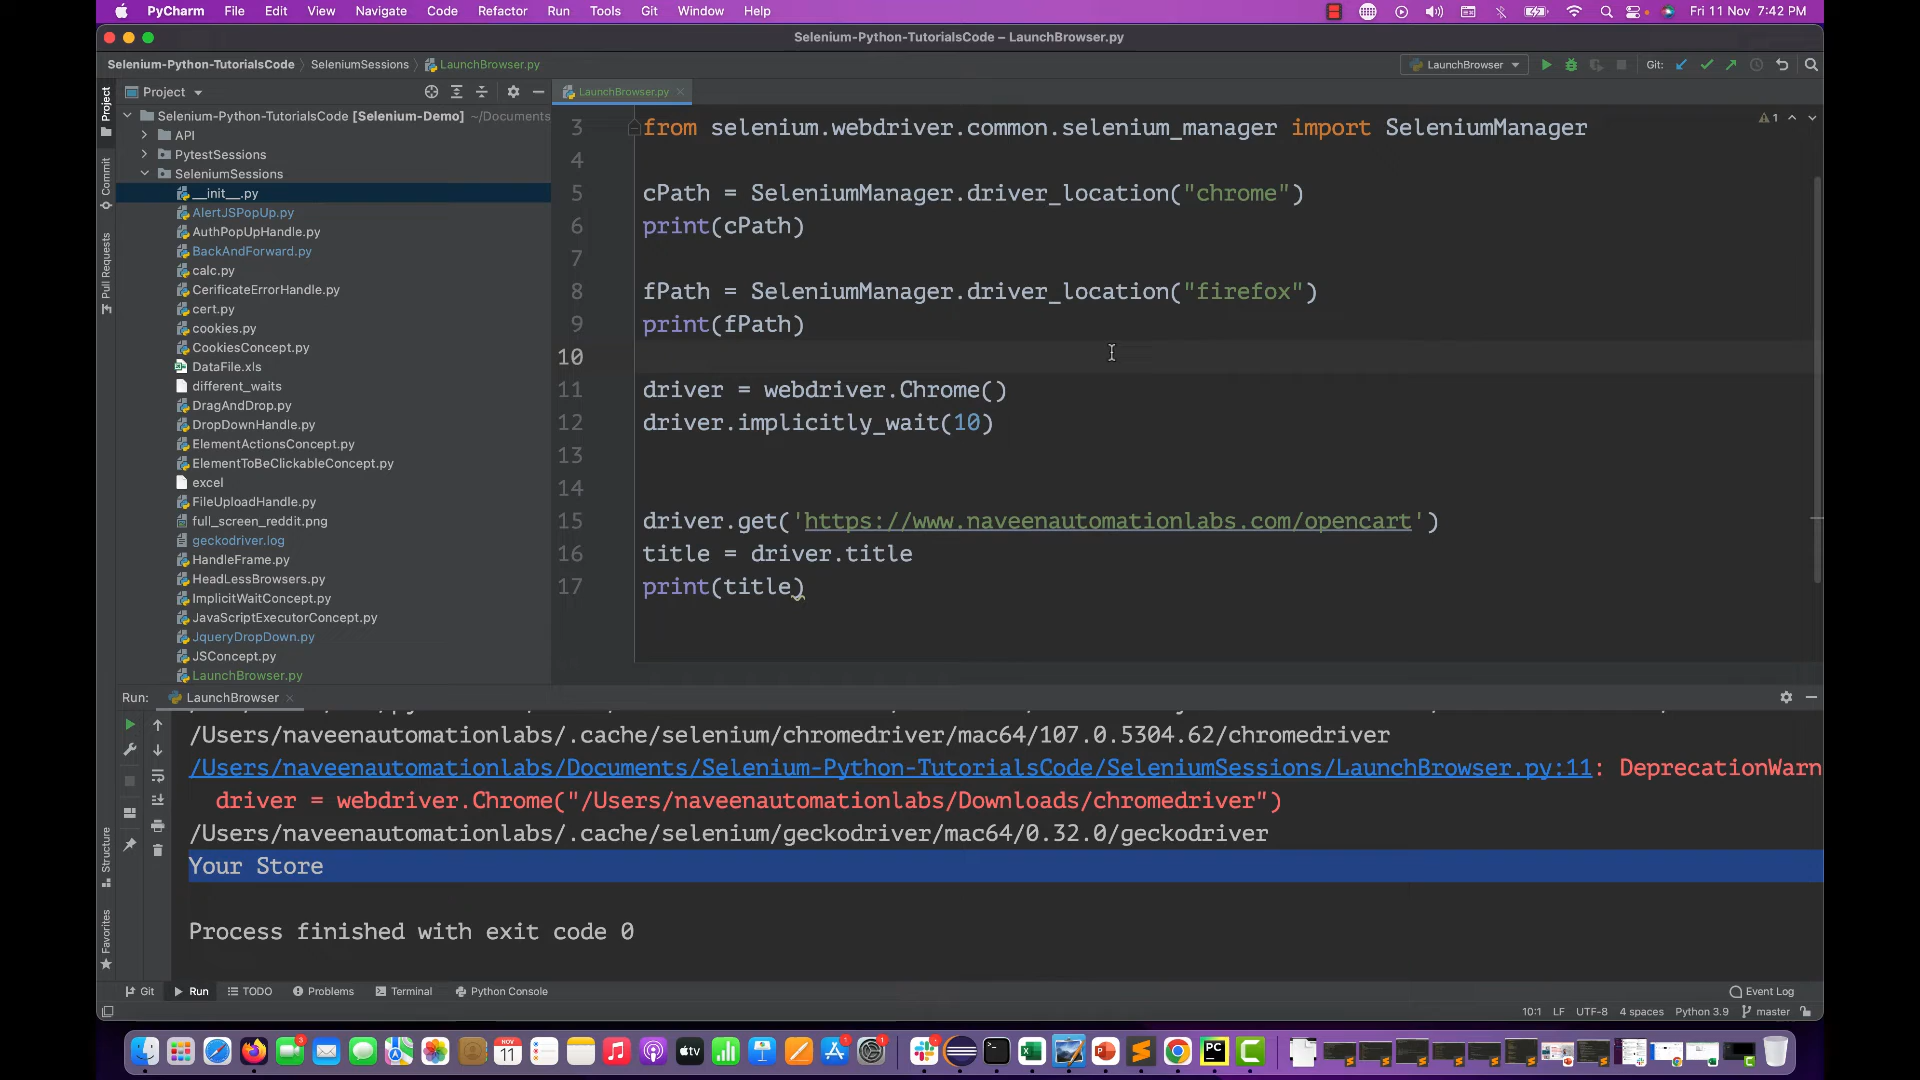 PyCharm File Edit View Navigate Code Refactor Run Tools Git Window Help Fri 11 Nov 7:42 PM
Selenium-Python-TutorialsCode – LaunchBrowser.py
Selenium-Python-TutorialsCode SeleniumSessions LaunchBrowser.py LaunchBrowser Git:
Project LaunchBrowser.py
Selenium-Python-TutorialsCode [Selenium-Demo] ~/Documents
API
PytestSessions
SeleniumSessions
__init__.py
AlertJSPopUp.py
AuthPopUpHandle.py
BackAndForward.py
calc.py
CerificateErrorHandle.py
cert.py
cookies.py
CookiesConcept.py
DataFile.xls
different_waits
DragAndDrop.py
DropDownHandle.py
ElementActionsConcept.py
ElementToBeClickableConcept.py
excel
FileUploadHandle.py
full_screen_reddit.png
geckodriver.log
HandleFrame.py
HeadLessBrowsers.py
ImplicitWaitConcept.py
JavaScriptExecutorConcept.py
JqueryDropDown.py
JSConcept.py
LaunchBrowser.py
Project
Commit
Pull Requests
Structure
Favorites
1
3 from selenium.webdriver.common.selenium_manager import SeleniumManager
4
5 cPath = SeleniumManager.driver_location("chrome")
6 print(cPath)
7
8 fPath = SeleniumManager.driver_location("firefox")
9 print(fPath)
10
11 driver = webdriver.Chrome()
12 driver.implicitly_wait(10)
13
14
15 driver.get('https://www.naveenautomationlabs.com/opencart')
16 title = driver.title
17 print(title)
Run: LaunchBrowser
/Users/naveenautomationlabs/.cache/selenium/chromedriver/mac64/107.0.5304.62/chromedriver
/Users/naveenautomationlabs/Documents/Selenium-Python-TutorialsCode/SeleniumSessions/LaunchBrowser.py:11: DeprecationWarn
driver = webdriver.Chrome("/Users/naveenautomationlabs/Downloads/chromedriver")
/Users/naveenautomationlabs/.cache/selenium/geckodriver/mac64/0.32.0/geckodriver
Your Store
Process finished with exit code 0
Git Run TODO Problems Terminal Python Console Event Log
10:1 LF UTF-8 4 spaces Python 3.9 master